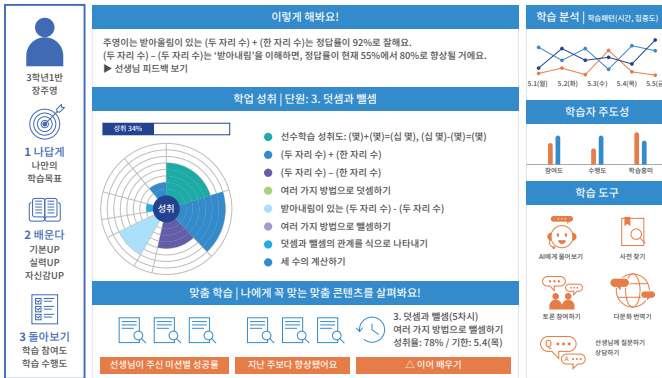 3학년1반
장주영
1 나답게
나만의
학습목표
2 배운다
기본UP
실력UP
자신감UP
3 돌아보기
학습 참여도
학습 수행도
이렇게 해봐요!
주영이는 받아올림이 있는 (두 자리 수) + (한 자리 수)는 정답률이 92%로 잘해요.
(두 자리 수) – (두 자리 수)는 '받아내림'을 이해하면, 정답률이 현재 55%에서 80%로 향상될 거에요.
▶ 선생님 피드백 보기
학업 성취 | 단원: 3. 덧셈과 뺄셈
성취 34%
성취
선수학습 성취도: (몇)+(몇)=(십 몇), (십 몇)-(몇)=(몇)
(두 자리 수) + (한 자리 수)
(두 자리 수) – (한 자리 수)
여러 가지 방법으로 덧셈하기
받아내림이 있는 (두 자리 수) - (두 자리 수)
여러 가지 방법으로 뺄셈하기
덧셈과 뺄셈의 관계를 식으로 나타내기
세 수의 계산하기
맞춤 학습 | 나에게 꼭 맞는 맞춤 콘텐츠를 살펴봐요!
3. 덧셈과 뺄셈(5차시)
여러 가지 방법으로 뺄셈하기
성취율: 78% / 기한: 5.4(목)
선생님이 주신 미션별 성공률
지난 주보다 향상됐어요
△ 이어 배우기
학습 분석 | 학습패턴(시간, 집중도)
5.1(월) 5.2(화) 5.3(수) 5.4(목) 5.5(금)
학습자 주도성
참여도 수행도 학습흥미
학습 도구
AI에게 물어보기
사전 찾기
토론 참여하기
다문화 번역기
Q
A
선생님께 질문하기
상담하기